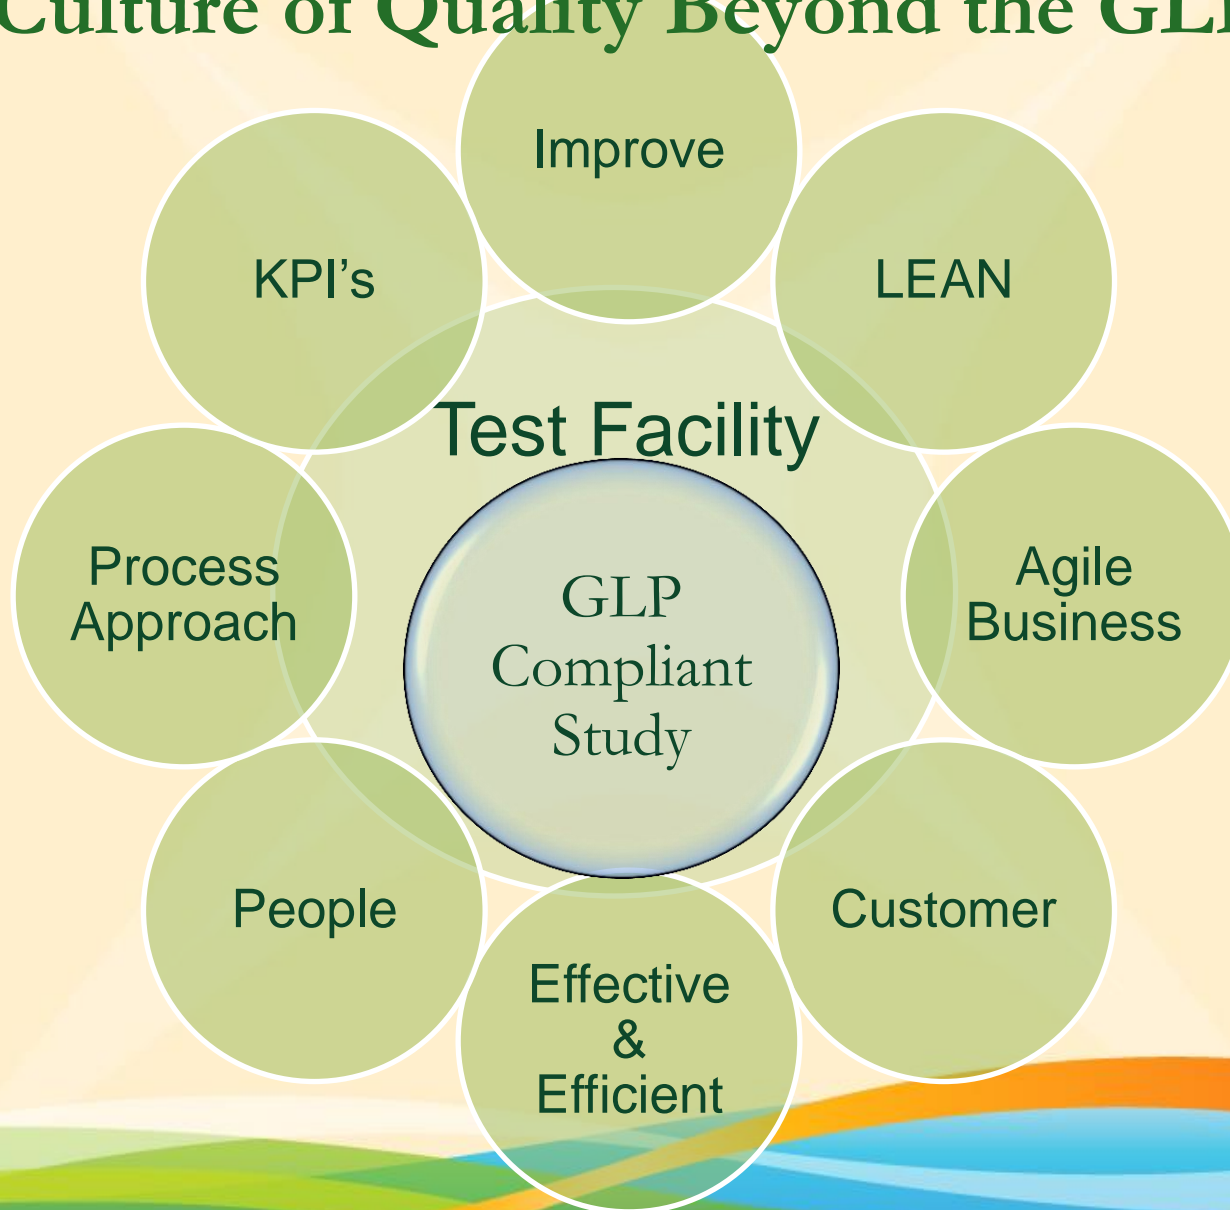 Culture of Quality Beyond the GLP
Improve
KPI's
LEAN
Test Facility
Process
Approach
GLP
Compliant
Study
Agile
Business
People
Customer
Effective
&
Efficient